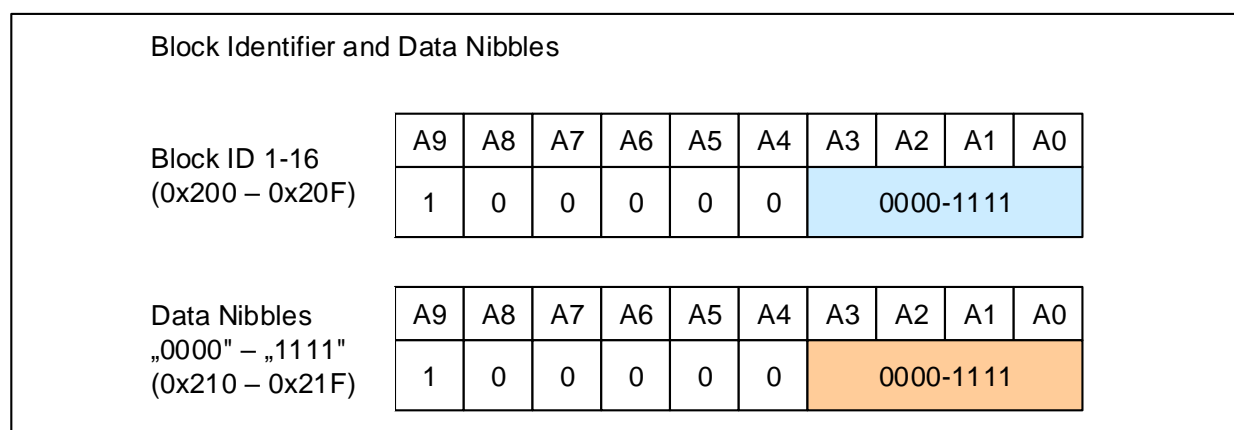 Block Identifier and Data Nibbles
Block ID 1-16
(0x200 – 0x20F)
A9 A8 A7 A6 A5 A4 A3 A2 A1 A0
1 0 0 0 0 0 0000-1111
Data Nibbles
„0000" – „1111"
(0x210 – 0x21F)
A9 A8 A7 A6 A5 A4 A3 A2 A1 A0
1 0 0 0 0 0 0000-1111